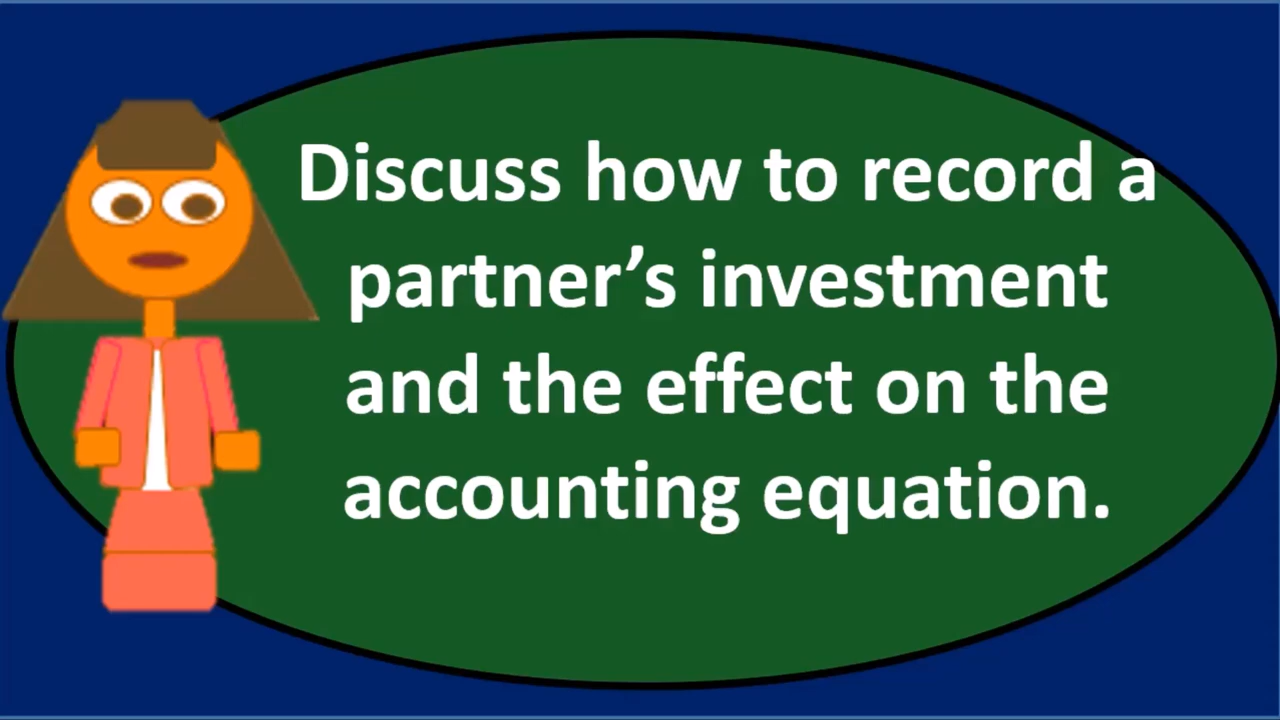 Discuss how to record a
partner’s investment
and the effect on the
accounting equation.